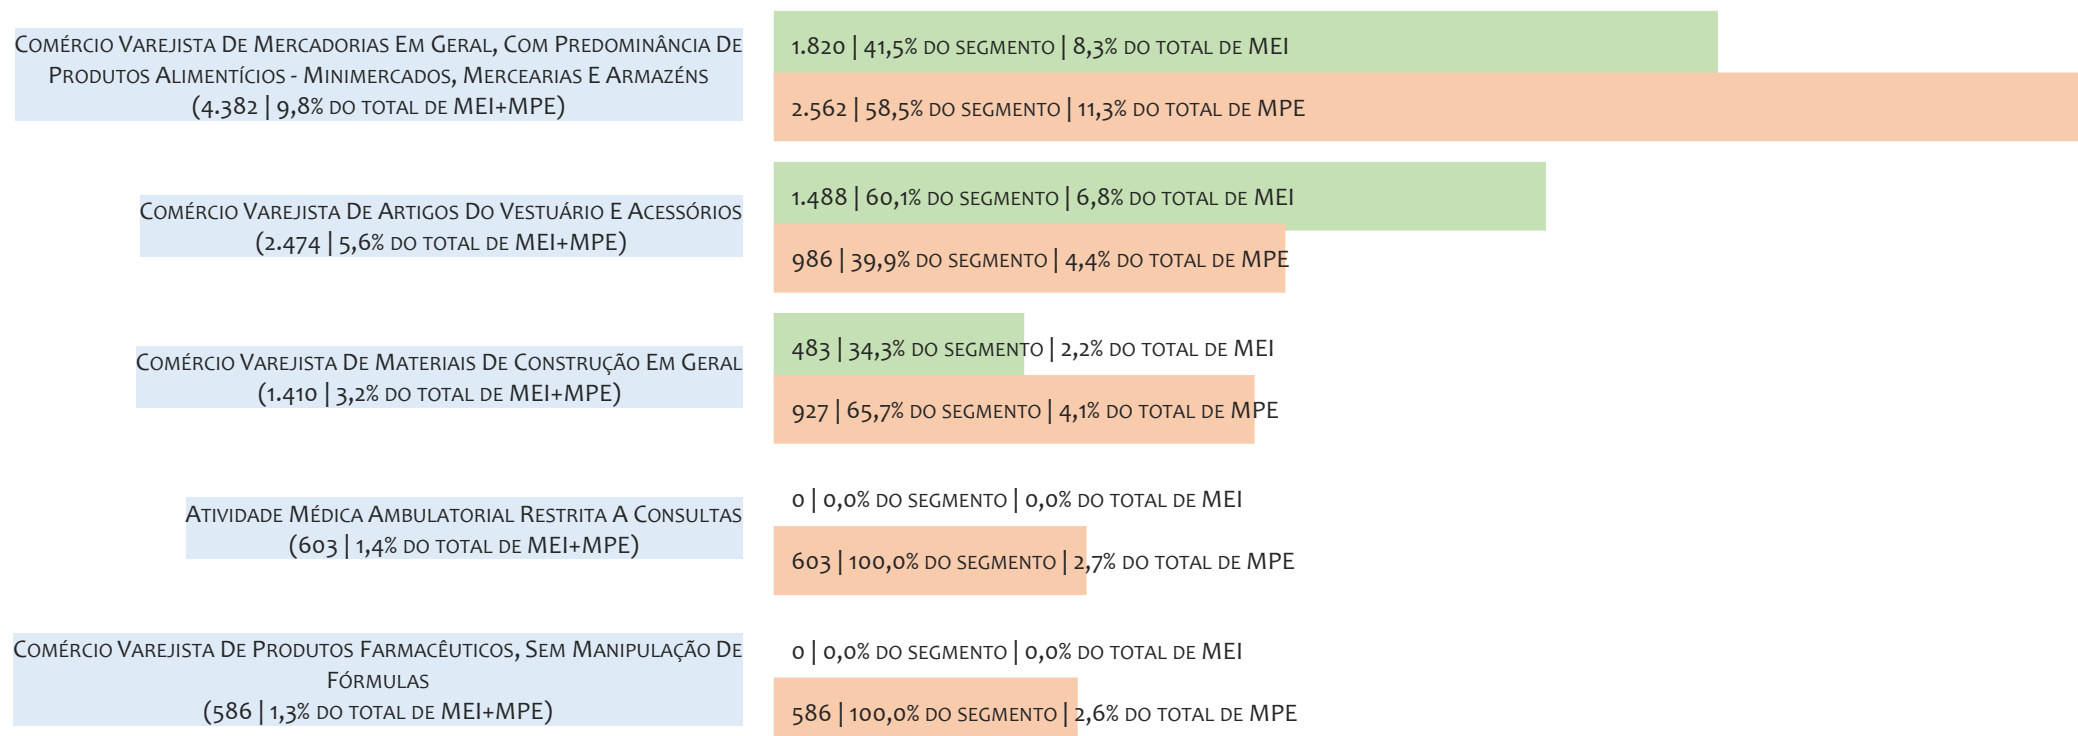 Comércio Varejista De Mercadorias Em Geral, Com Predominância De
Produtos Alimentícios - Minimercados, Mercearias E Armazéns
(4.382 | 9,8% do total de MEI+MPE)
1.820 | 41,5% do segmento | 8,3% do total de MEI
2.562 | 58,5% do segmento | 11,3% do total de MPE
Comércio Varejista De Artigos Do Vestuário E Acessórios
(2.474 | 5,6% do total de MEI+MPE)
1.488 | 60,1% do segmento | 6,8% do total de MEI
986 | 39,9% do segmento | 4,4% do total de MPE
Comércio Varejista De Materiais De Construção Em Geral
(1.410 | 3,2% do total de MEI+MPE)
483 | 34,3% do segmento | 2,2% do total de MEI
927 | 65,7% do segmento | 4,1% do total de MPE
Atividade Médica Ambulatorial Restrita A Consultas
(603 | 1,4% do total de MEI+MPE)
0 | 0,0% do segmento | 0,0% do total de MEI
603 | 100,0% do segmento | 2,7% do total de MPE
Comércio Varejista De Produtos Farmacêuticos, Sem Manipulação De
Fórmulas
(586 | 1,3% do total de MEI+MPE)
0 | 0,0% do segmento | 0,0% do total de MEI
586 | 100,0% do segmento | 2,6% do total de MPE